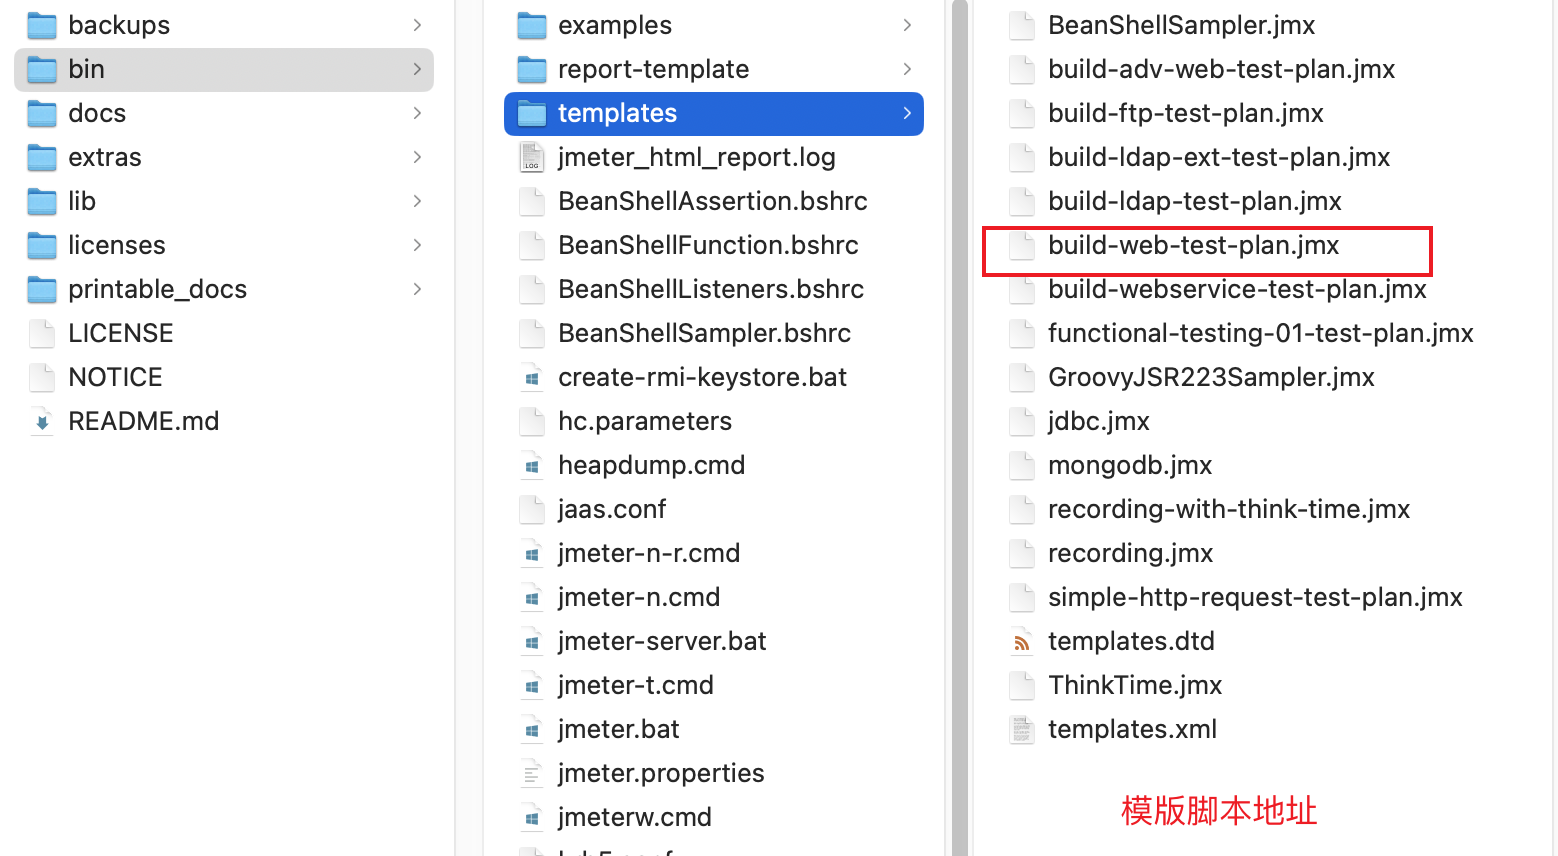 backups
bin
docs
extras
lib
licenses
printable_docs
LICENSE
NOTICE
README.md
examples
report-template
templates
LOG
jmeter_html_report.log
BeanShellAssertion.bshrc
BeanShellFunction.bshrc
BeanShellListeners.bshrc
BeanShellSampler.bshrc
create-rmi-keystore.bat
hc.parameters
heapdump.cmd
jaas.conf
jmeter-n-r.cmd
jmeter-n.cmd
jmeter-server.bat
jmeter-t.cmd
jmeter.bat
jmeter.properties
jmeterw.cmd
BeanShellSampler.jmx
build-adv-web-test-plan.jmx
build-ftp-test-plan.jmx
build-ldap-ext-test-plan.jmx
build-ldap-test-plan.jmx
build-web-test-plan.jmx
build-webservice-test-plan.jmx
functional-testing-01-test-plan.jmx
GroovyJSR223Sampler.jmx
jdbc.jmx
mongodb.jmx
recording-with-think-time.jmx
recording.jmx
simple-http-request-test-plan.jmx
templates.dtd
ThinkTime.jmx
templates.xml
模版脚本地址